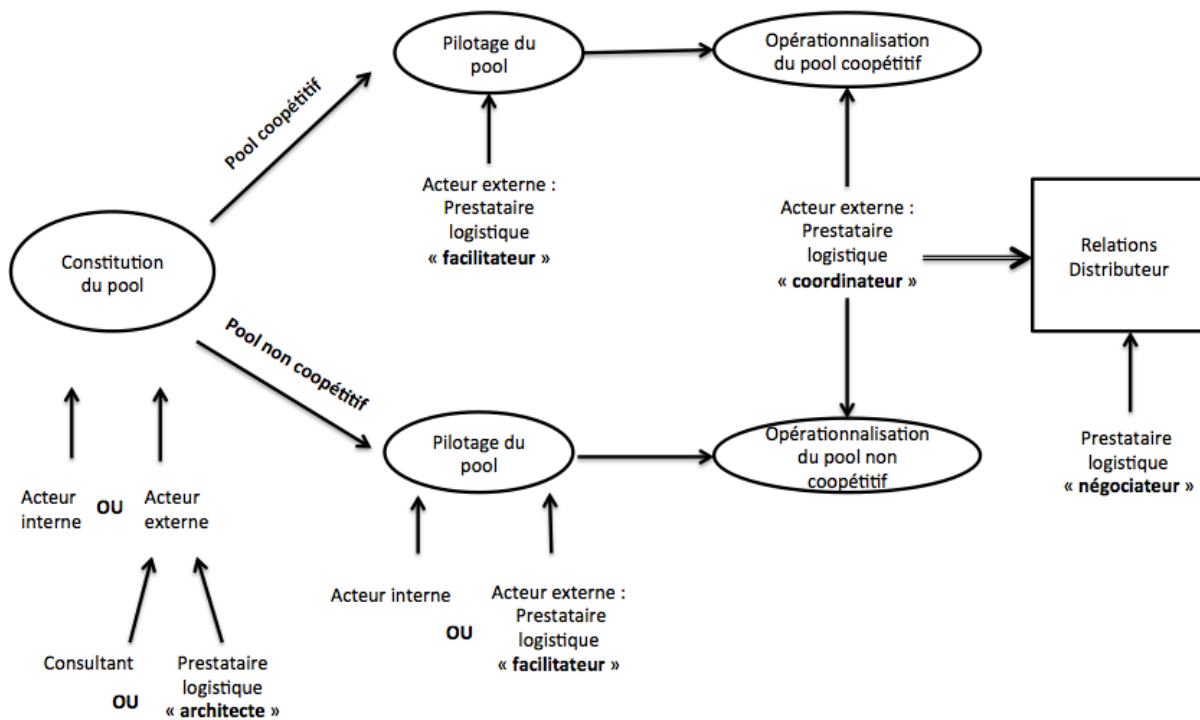 Pilotage du
pool
Opérationnalisation
du pool coopétitif
Pool coopétitif
Acteur externe :
Prestataire
logistique
« facilitateur »
Acteur externe :
Prestataire
logistique
« coordinateur »
Relations
Distributeur
Constitution
du pool
Pool non coopétitif
Pilotage du
pool
Opérationnalisation
du pool non
coopétitif
Prestataire
logistique
« négociateur »
Acteur
interne
OU
Acteur
externe
Acteur interne
OU
Acteur externe :
Prestataire
logistique
« facilitateur »
Consultant
OU
Prestataire
logistique
« architecte »